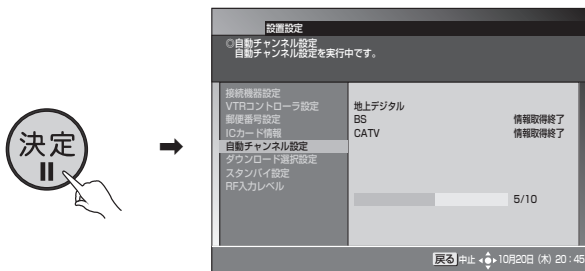 決定
設置設定
◎自動チャンネル設定
自動チャンネル設定を実行中です。
接続機器設定
VTRコントローラ設定
郵便番号設定
ICカード情報
自動チャンネル設定
ダウンロード選択設定
スタンバイ設定
RF入力レベル
地上デジタル
BS 情報取得終了
CATV 情報取得終了
5/10
戻る 中止 10月20日 (木) 20:45